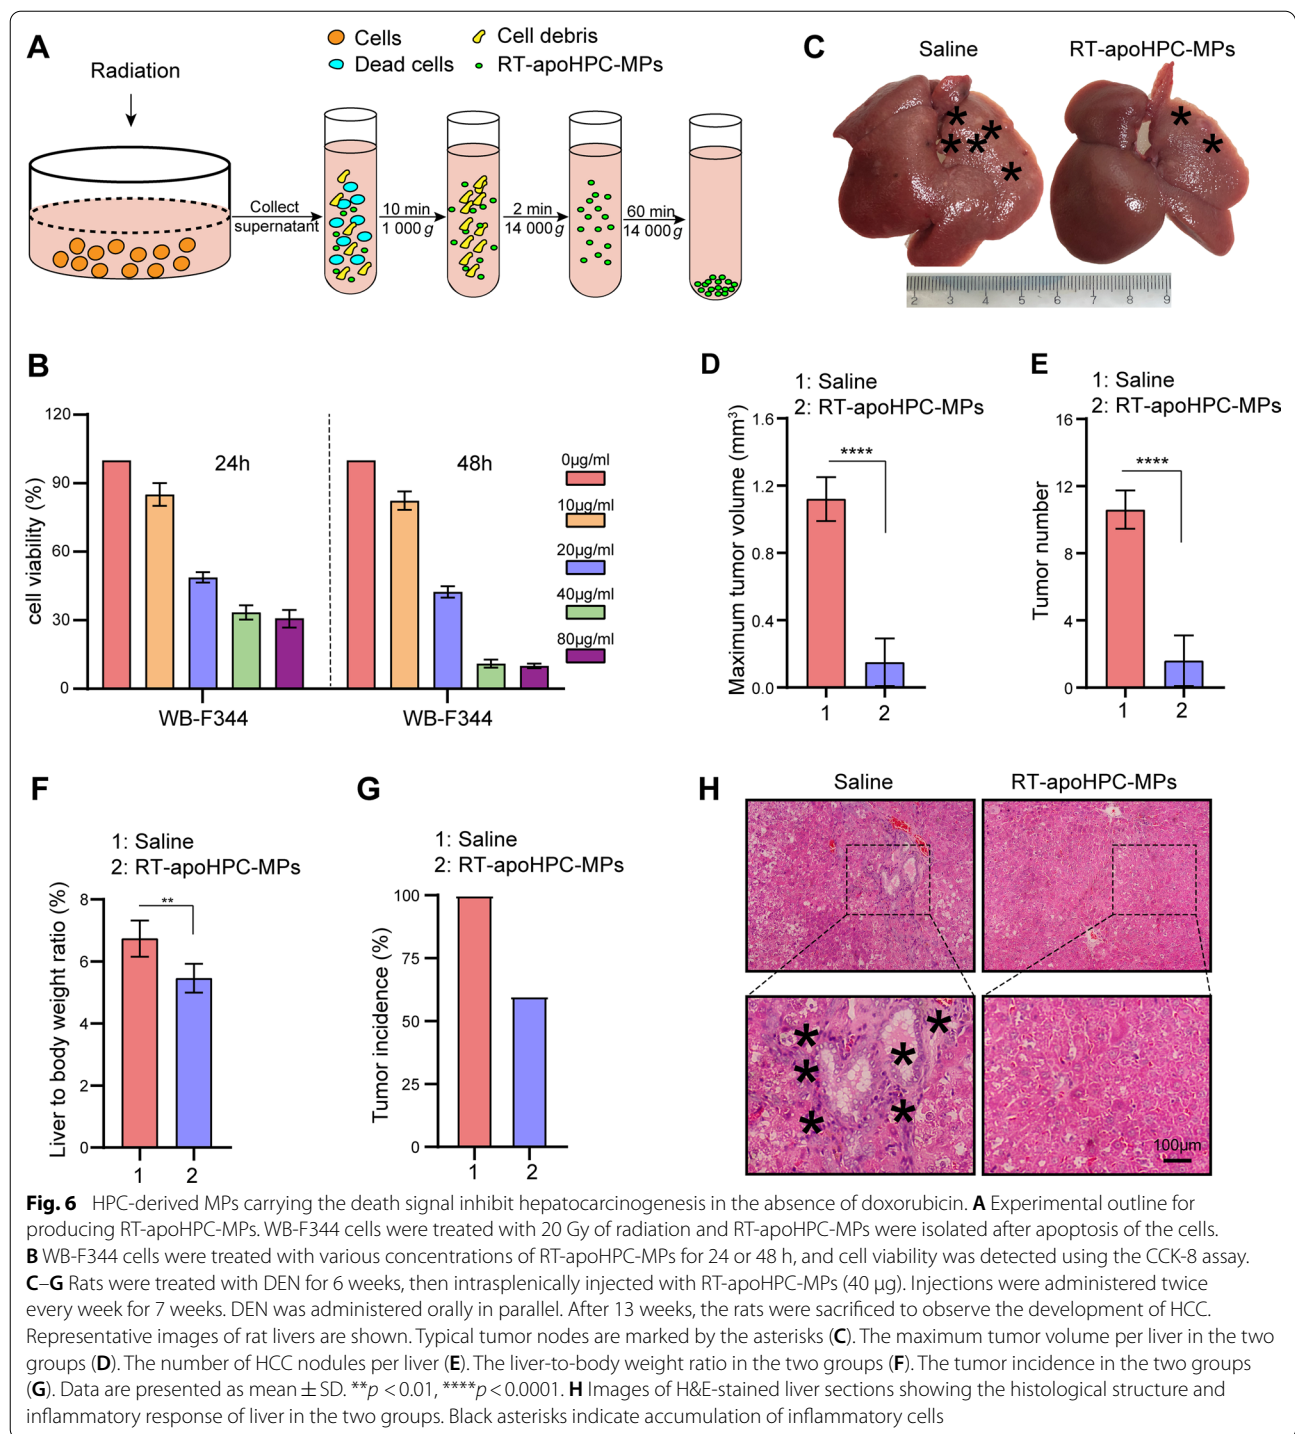 A
Cells
Cell debris
Dead cells
RT-apoHPC-MPs
Radiation
Collect
supernatant
10 min
1 000 g
2 min
14 000 g
60 min
14 000 g
C
Saline
RT-apoHPC-MPs
2 3 4 5 6 7 8 9
B
cell viability (%)
120
90
60
30
0
24h
48h
WB-F344
WB-F344
0μg/ml
10μg/ml
20μg/ml
40μg/ml
80μg/ml
D
1: Saline
2: RT-apoHPC-MPs
Maximum tumor volume (mm³)
1.6
1.2
0.8
0.4
0.0
****
1
2
E
1: Saline
2: RT-apoHPC-MPs
Tumor number
16
12
8
4
0
****
1
2
F
1: Saline
2: RT-apoHPC-MPs
Liver to body weight ratio (%)
8
6
4
2
0
**
1
2
G
1: Saline
2: RT-apoHPC-MPs
Tumor incidence (%)
100
75
50
25
0
1
2
H
Saline
RT-apoHPC-MPs
100μm
Fig. 6 HPC-derived MPs carrying the death signal inhibit hepatocarcinogenesis in the absence of doxorubicin. A Experimental outline for
producing RT-apoHPC-MPs. WB-F344 cells were treated with 20 Gy of radiation and RT-apoHPC-MPs were isolated after apoptosis of the cells.
B WB-F344 cells were treated with various concentrations of RT-apoHPC-MPs for 24 or 48 h, and cell viability was detected using the CCK-8 assay.
C–G Rats were treated with DEN for 6 weeks, then intrasplenically injected with RT-apoHPC-MPs (40 μg). Injections were administered twice
every week for 7 weeks. DEN was administered orally in parallel. After 13 weeks, the rats were sacrificed to observe the development of HCC.
Representative images of rat livers are shown. Typical tumor nodes are marked by the asterisks (C). The maximum tumor volume per liver in the two
groups (D). The number of HCC nodules per liver (E). The liver-to-body weight ratio in the two groups (F). The tumor incidence in the two groups
(G). Data are presented as mean ± SD. **p < 0.01, ****p < 0.0001. H Images of H&E-stained liver sections showing the histological structure and
inflammatory response of liver in the two groups. Black asterisks indicate accumulation of inflammatory cells